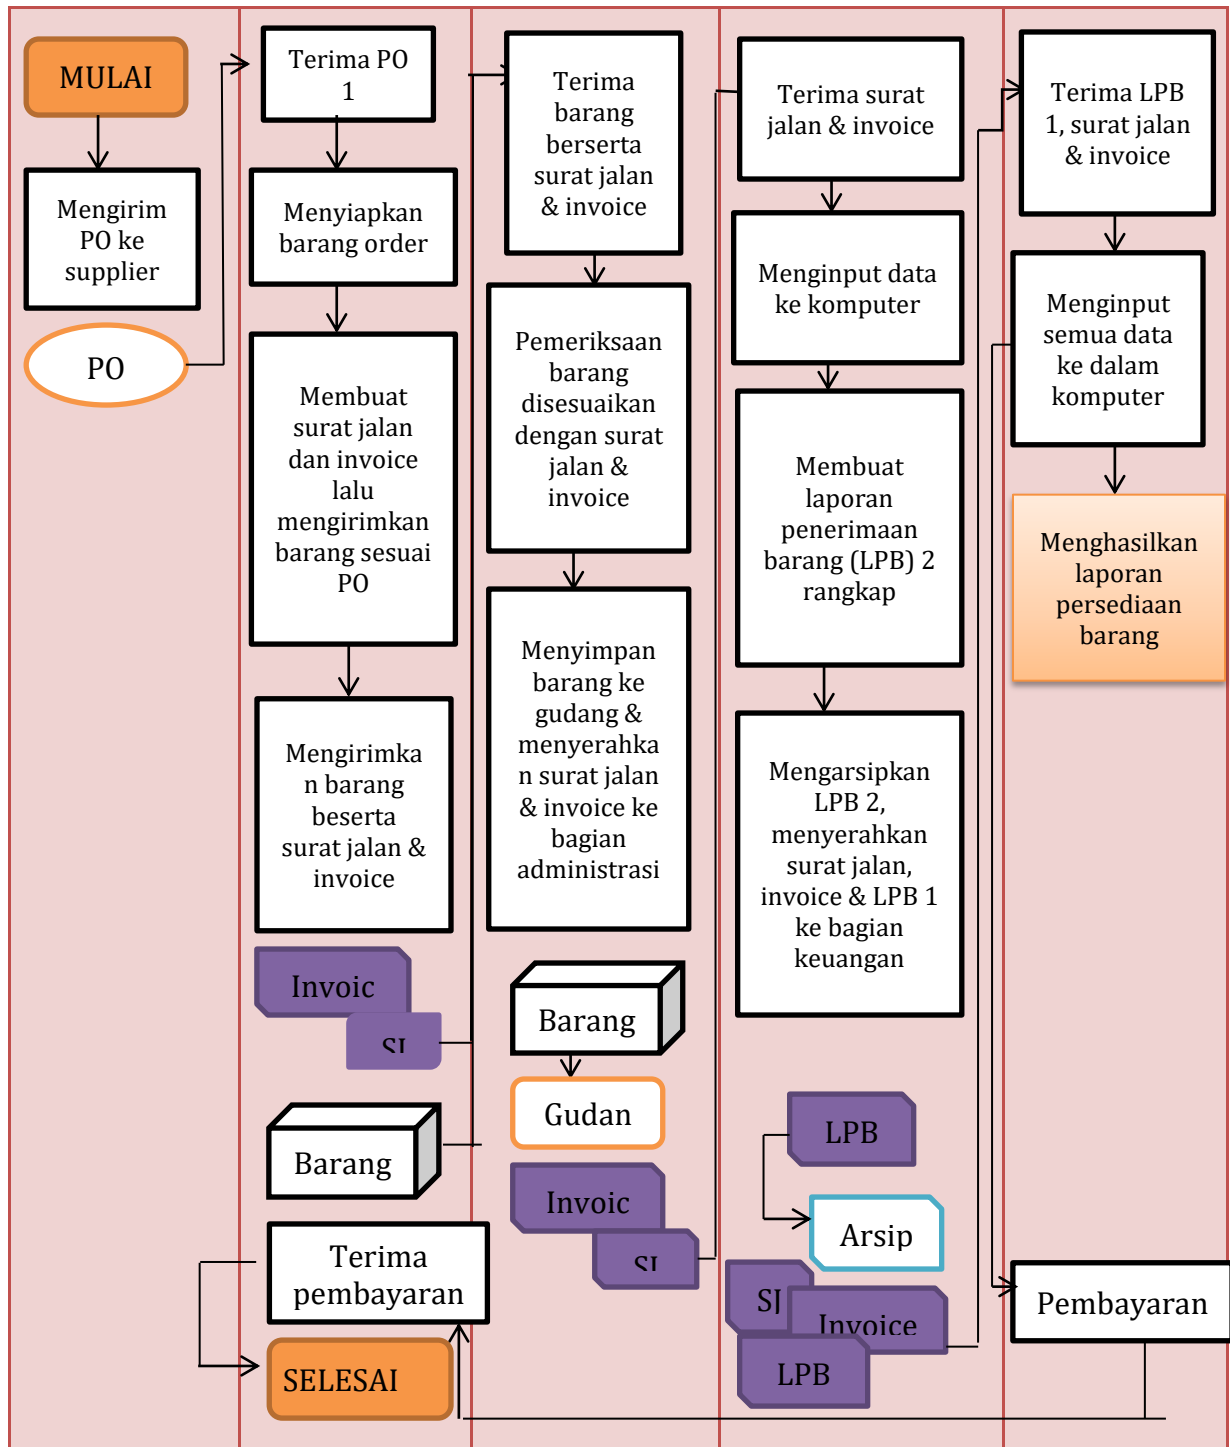 MULAI
Mengirim
PO ke
supplier
PO
Terima PO
1
Menyiapkan
barang order
Membuat
surat jalan
dan invoice
lalu
mengirimkan
barang sesuai
PO
Mengirimka
n barang
beserta
surat jalan &
invoice
Invoic
SJ
Barang
Terima
pembayaran
SELESAI
Terima
barang
berserta
surat jalan
& invoice
Pemeriksaan
barang
disesuaikan
dengan surat
jalan &
invoice
Menyimpan
barang ke
gudang &
menyerahka
n surat jalan
& invoice ke
bagian
administrasi
Barang
Gudan
Invoic
SJ
Terima surat
jalan & invoice
Menginput data
ke komputer
Membuat
laporan
penerimaan
barang (LPB) 2
rangkap
Mengarsipkan
LPB 2,
menyerahkan
surat jalan,
invoice & LPB 1
ke bagian
keuangan
LPB
Arsip
SJ
Invoice
LPB
Terima LPB
1, surat jalan
& invoice
Menginput
semua data
ke dalam
komputer
Menghasilkan
laporan
persediaan
barang
Pembayaran